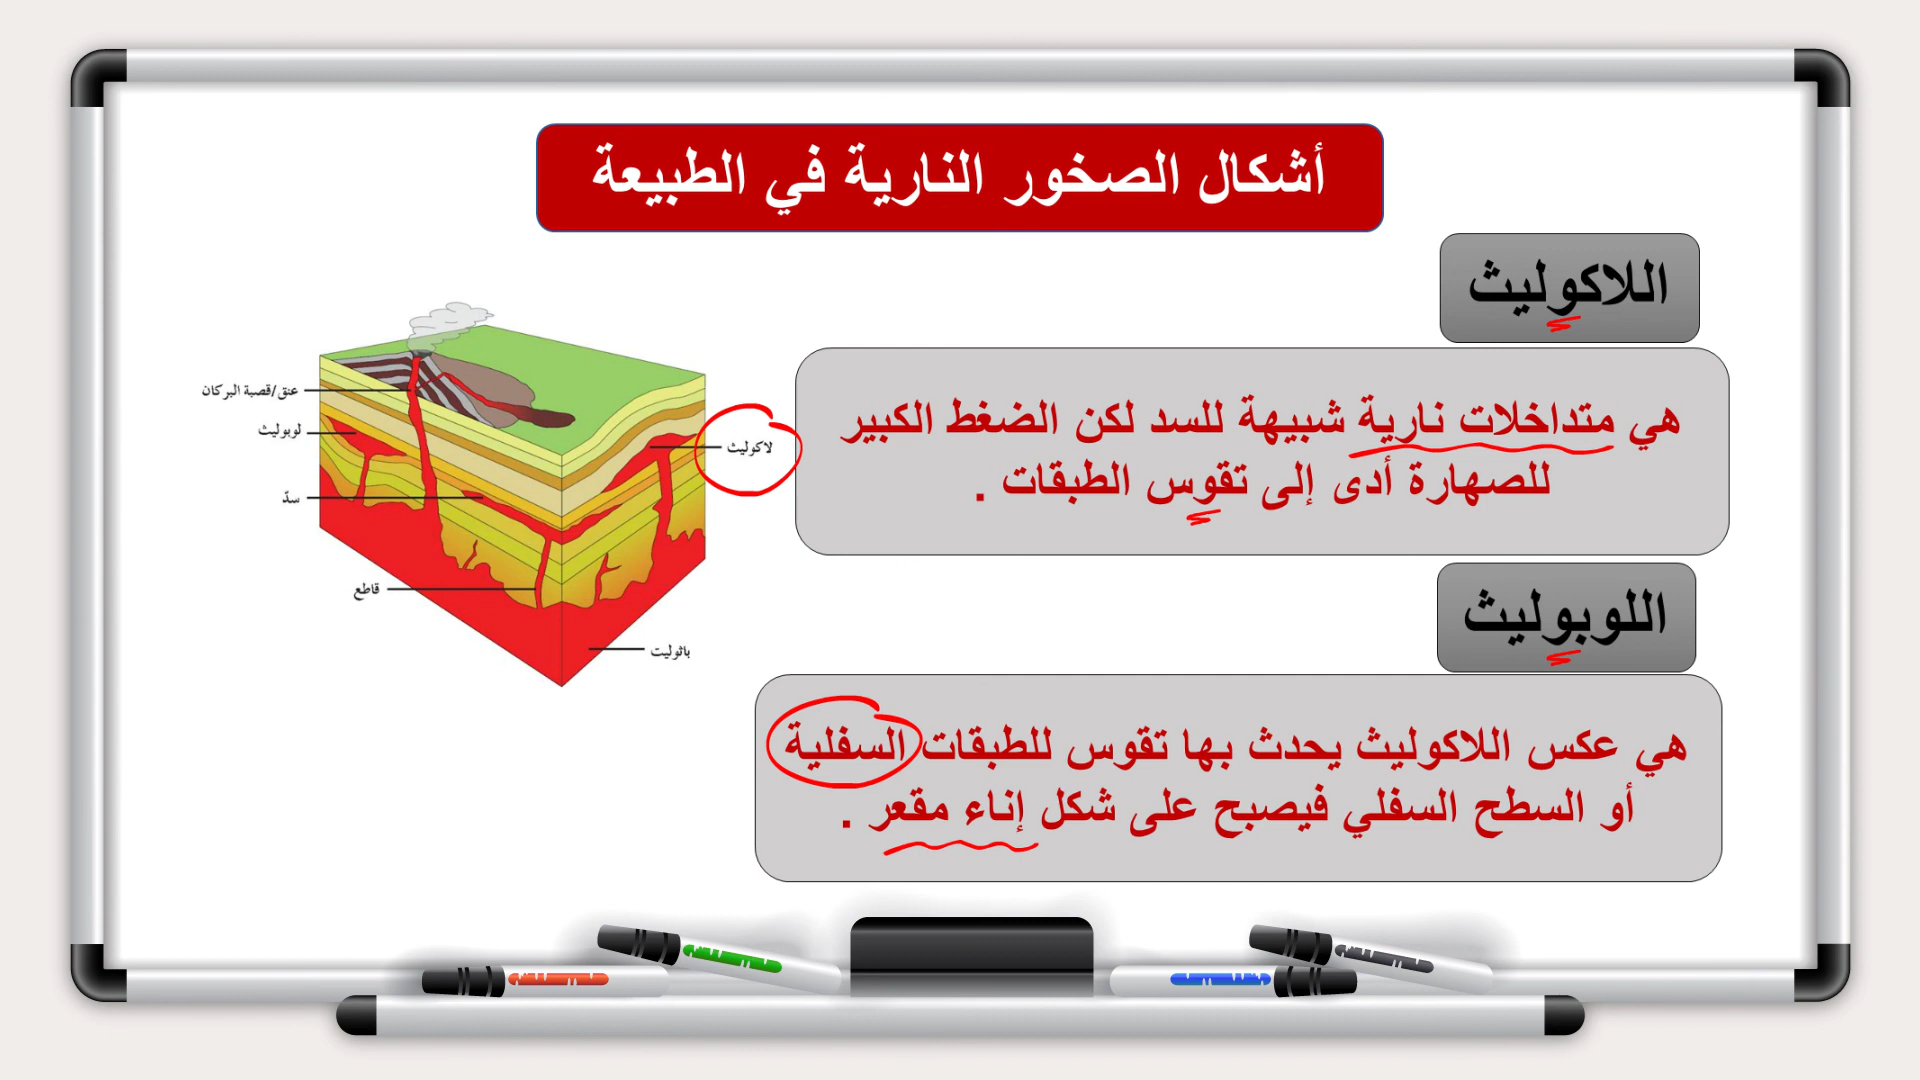 أشكال الصخور النارية في الطبيعة
اللاكوليث
هي متداخلات نارية شبيهة للسد لكن الضغط الكبير
للصهارة أدى إلى تقوس الطبقات .
اللوبوليث
هي عكس اللاكوليث يحدث بها تقوس للطبقات السفلية
أو السطح السفلي فيصبح على شكل إناء مقعر .
عنق/قصبة البركان
لوبوليث
لاكوليث
سدّ
قاطع
باثوليت